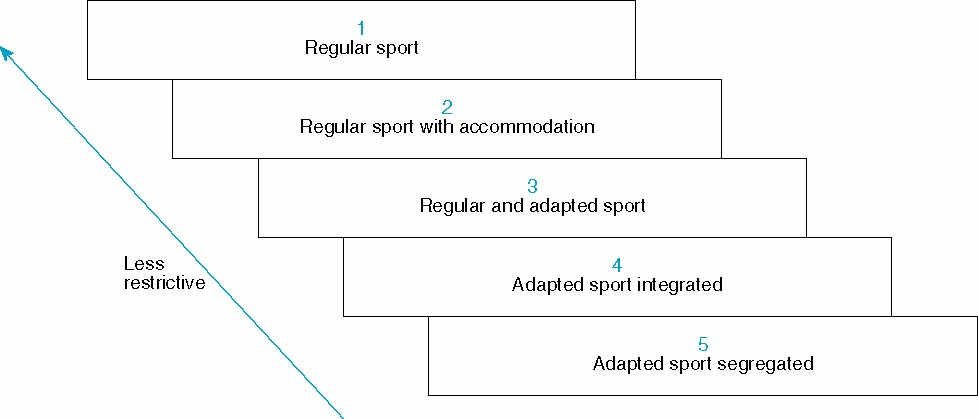 1
Regular sport
2
Regular sport with accommodation
3
Regular and adapted sport
4
Adapted sport integrated
5
Adapted sport segregated
Less
restrictive